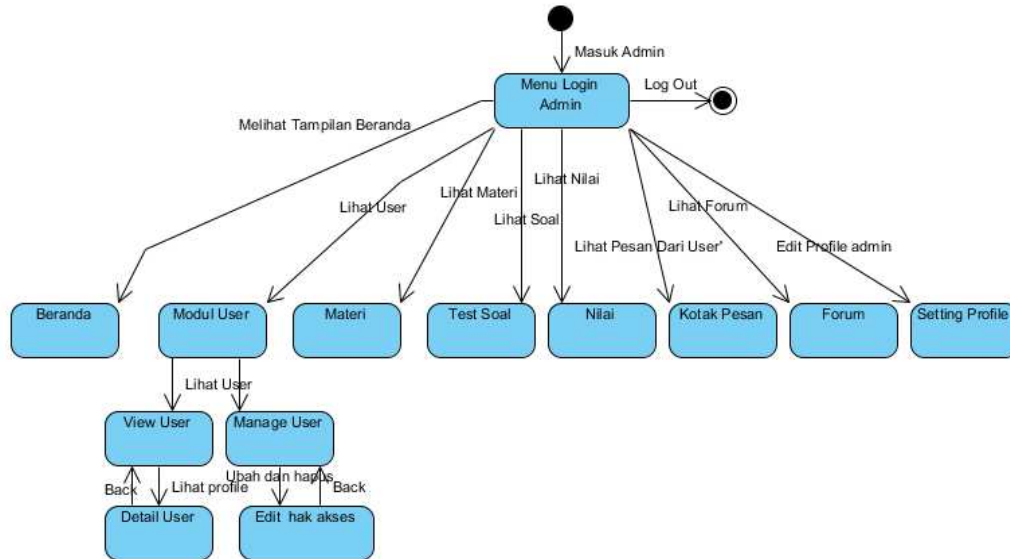 Masuk Admin
Menu Login
Admin
Log Out
Melihat Tampilan Beranda
Lihat User
Lihat Materi
Lihat Soal
Lihat Nilai
Lihat Pesan Dari User'
Lihat Forum
Edit Profile admin
Beranda
Modul User
Materi
Test Soal
Nilai
Kotak Pesan
Forum
Setting Profile
Lihat User
View User
Manage User
Back
Lihat profile
Ubah dan hapus
Back
Detail User
Edit hak akses